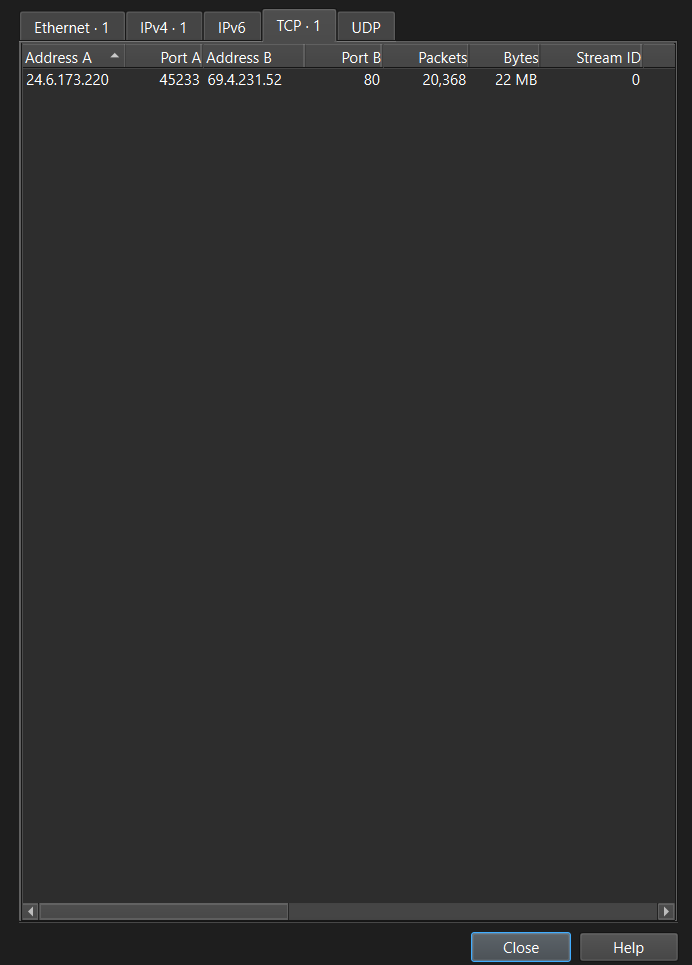 Ethernet · 1 IPv4 · 1 IPv6 TCP · 1 UDP
Address A Port A Address B Port B Packets Bytes Stream ID
24.6.173.220 45233 69.4.231.52 80 20,368 22 MB 0
Close Help